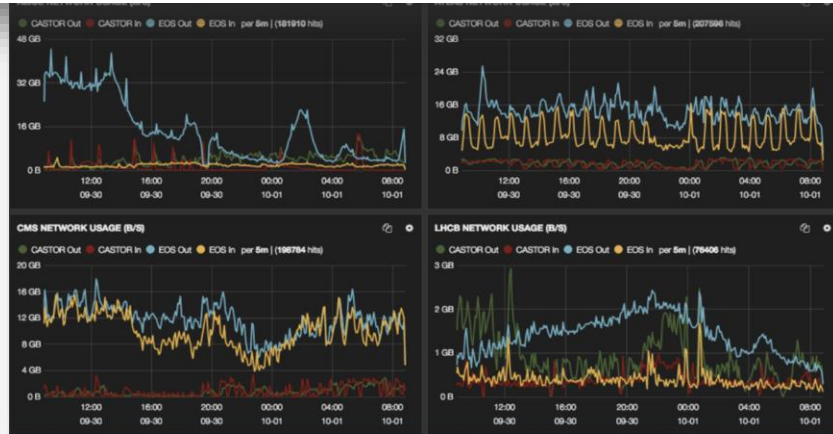 ALICE NETWORK USAGE (B/S)
CASTOR Out CASTOR In EOS Out EOS In per 5m | (181910 hits)
48 GB
32 GB
16 GB
0 B
12:00 16:00 20:00 00:00 04:00 08:00
09-30 09-30 09-30 10-01 10-01 10-01
ATLAS NETWORK USAGE (B/S)
CASTOR Out CASTOR In EOS Out EOS In per 5m | (207596 hits)
32 GB
24 GB
16 GB
8 GB
0 B
12:00 16:00 20:00 00:00 04:00 08:00
09-30 09-30 09-30 10-01 10-01 10-01
CMS NETWORK USAGE (B/S)
CASTOR Out CASTOR In EOS Out EOS In per 5m | (198784 hits)
20 GB
16 GB
12 GB
8 GB
4 GB
0 B
12:00 16:00 20:00 00:00 04:00 08:00
09-30 09-30 09-30 10-01 10-01 10-01
LHCB NETWORK USAGE (B/S)
CASTOR Out CASTOR In EOS Out EOS In per 5m | (76406 hits)
3 GB
2 GB
1 GB
0 B
12:00 16:00 20:00 00:00 04:00 08:00
09-30 09-30 09-30 10-01 10-01 10-01